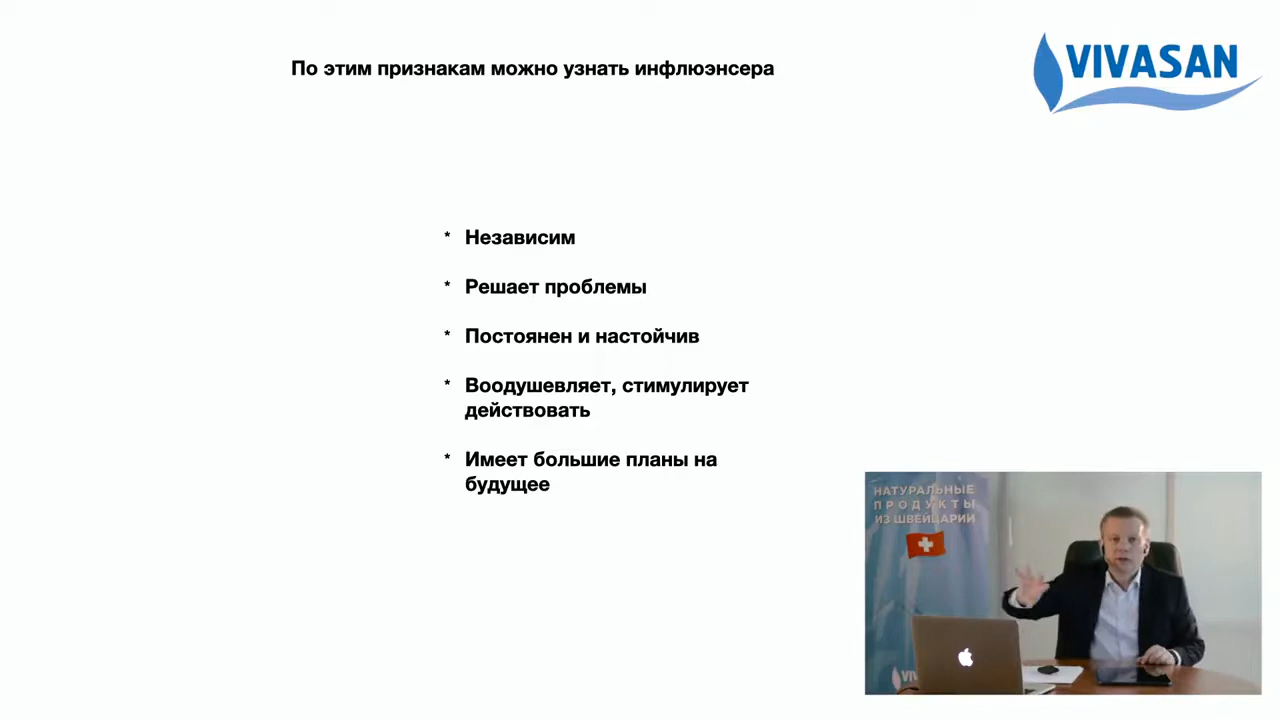 По этим признакам можно узнать инфлюэнсера
VIVASAN
* Независим
* Решает проблемы
* Постоянен и настойчив
* Воодушевляет, стимулирует
действовать
* Имеет большие планы на
будущее
НАТУРАЛЬНЫЕ
ПРОДУКТЫ
ИЗ ШВЕЙЦАРИИ